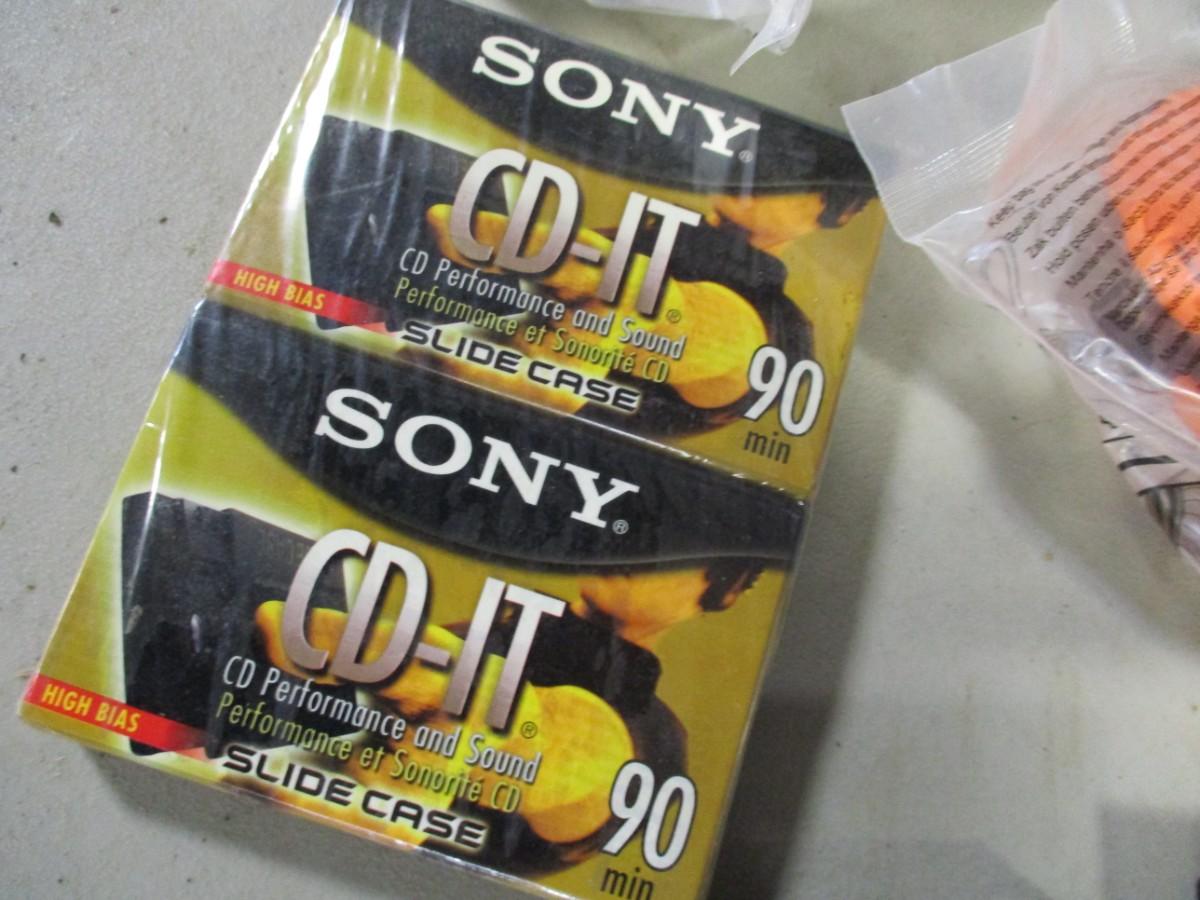 SONY®
CD-IT®
CD Performance and Sound
Performance et Sonorité CD
HIGH BIAS
SLIDE CASE
90
min
SONY®
CD-IT®
CD Performance and Sound
Performance et Sonorité CD
HIGH BIAS
SLIDE CASE
90
min